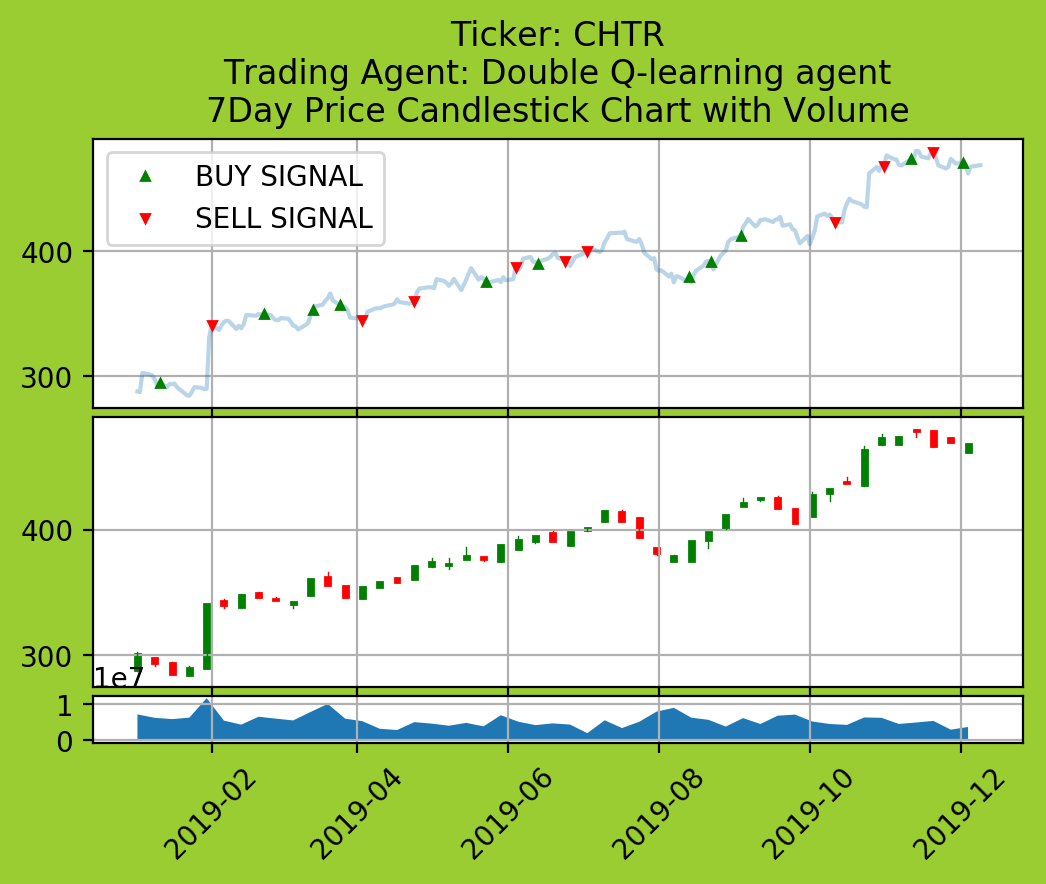 Ticker: CHTR
Trading Agent: Double Q-learning agent
7Day Price Candlestick Chart with Volume
BUY SIGNAL
SELL SIGNAL
400
300
400
300
1e7
1
0
2019-02
2019-04
2019-06
2019-08
2019-10
2019-12